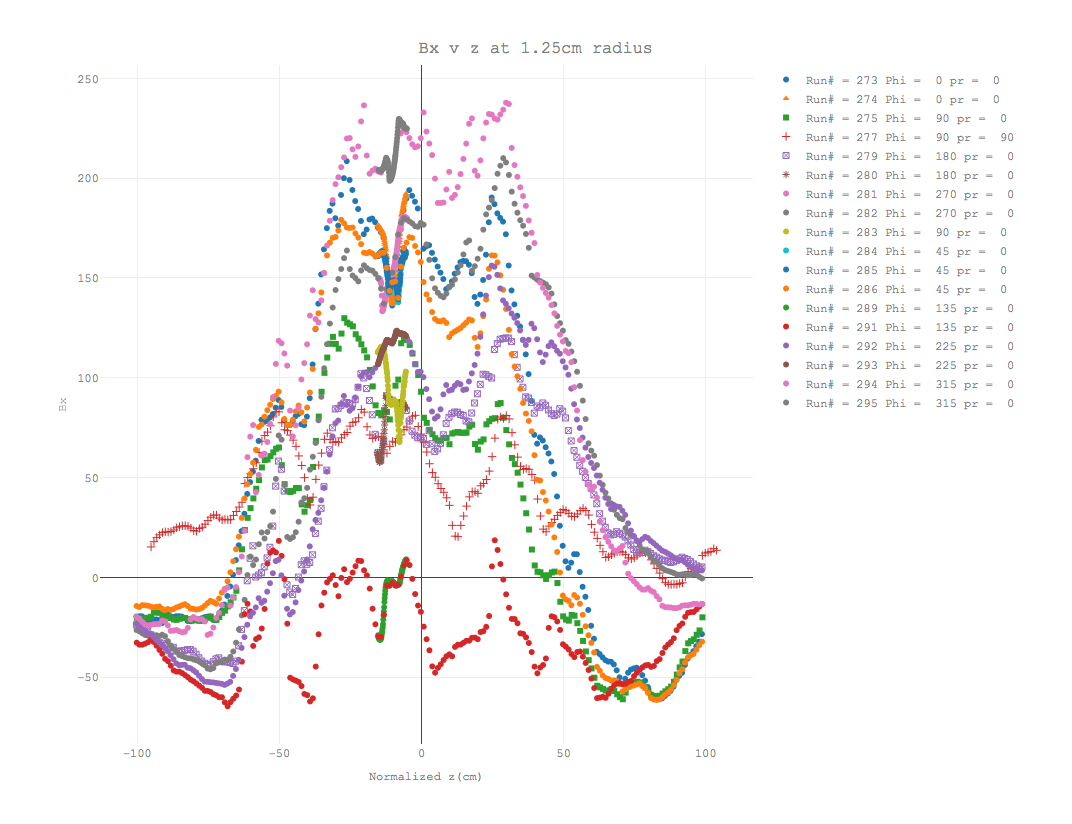 Bx v z at 1.25cm radius
250
200
150
100
50
0
−50
Bx
−100
−50
0
50
100
Normalized z(cm)
Run# = 273 Phi =  0 pr =  0
Run# = 274 Phi =  0 pr =  0
Run# = 275 Phi =  90 pr =  0
Run# = 277 Phi =  90 pr =  90
Run# = 279 Phi =  180 pr =  0
Run# = 280 Phi =  180 pr =  0
Run# = 281 Phi =  270 pr =  0
Run# = 282 Phi =  270 pr =  0
Run# = 283 Phi =  90 pr =  0
Run# = 284 Phi =  45 pr =  0
Run# = 285 Phi =  45 pr =  0
Run# = 286 Phi =  45 pr =  0
Run# = 289 Phi =  135 pr =  0
Run# = 291 Phi =  135 pr =  0
Run# = 292 Phi =  225 pr =  0
Run# = 293 Phi =  225 pr =  0
Run# = 294 Phi =  315 pr =  0
Run# = 295 Phi =  315 pr =  0